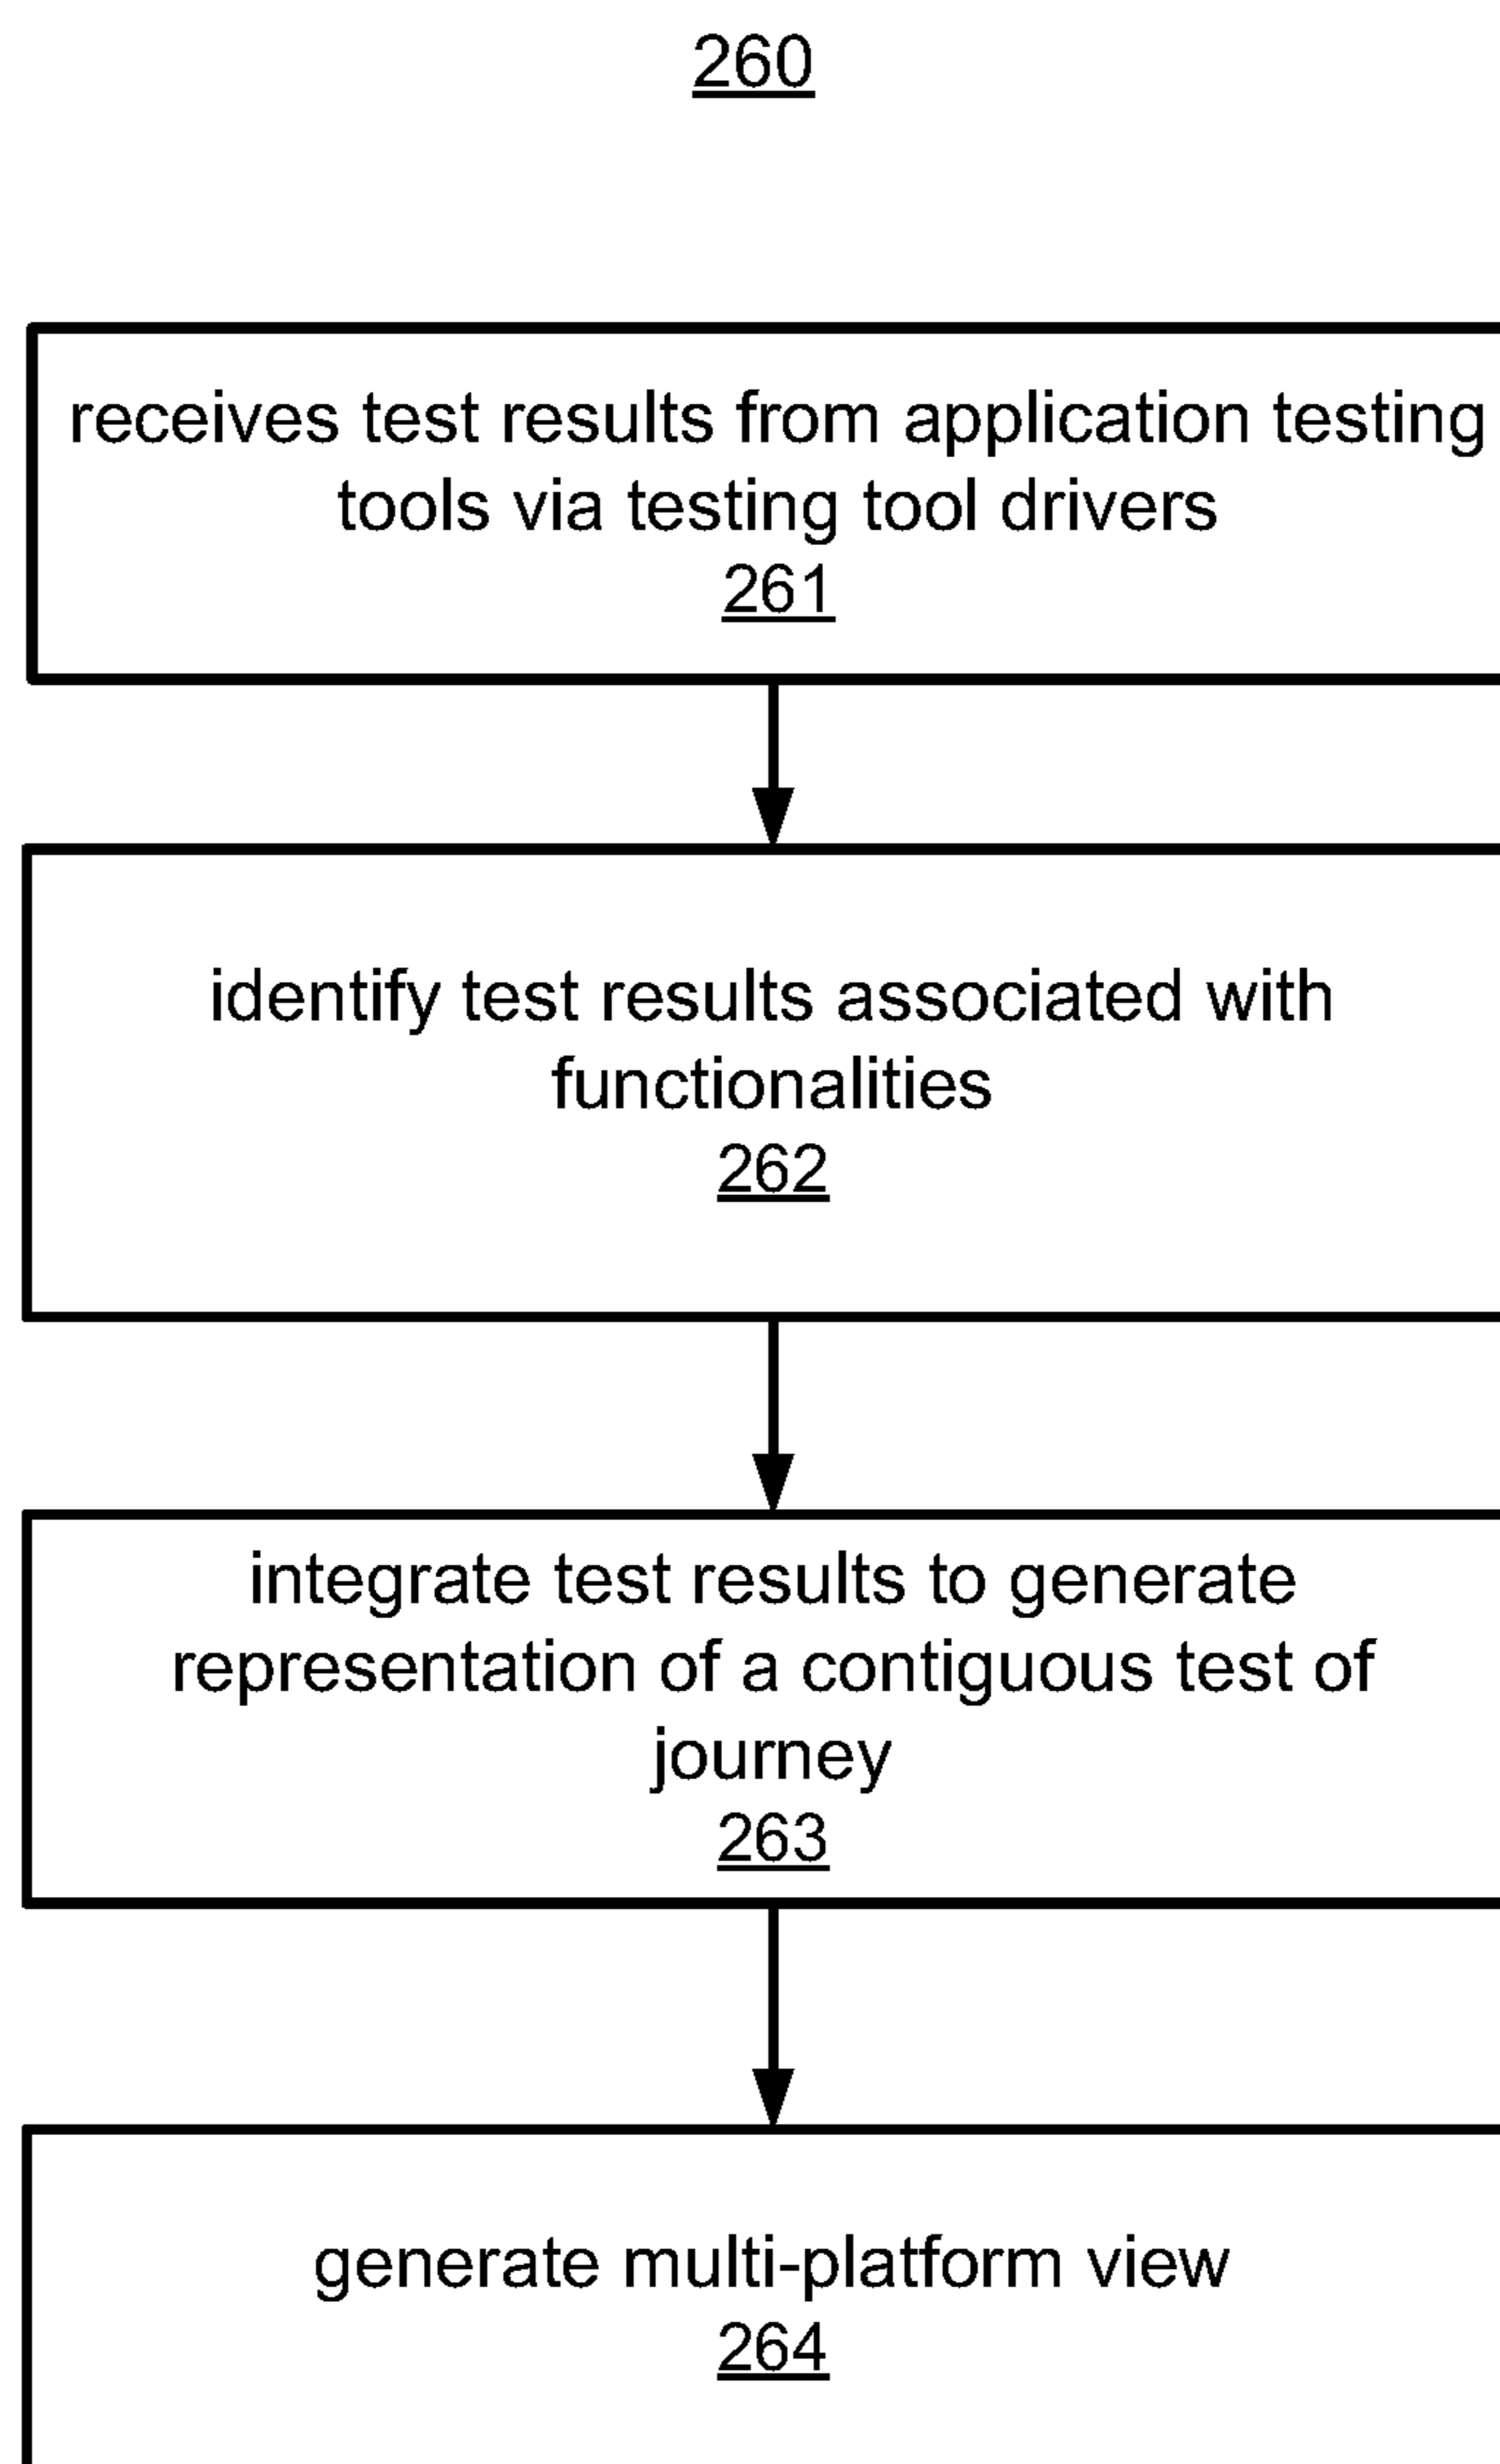 260
receives test results from application testing
tools via testing tool drivers
261
identify test results associated with
functionalities
262
integrate test results to generate
representation of a contiguous test of
journey
263
generate multi-platform view
264